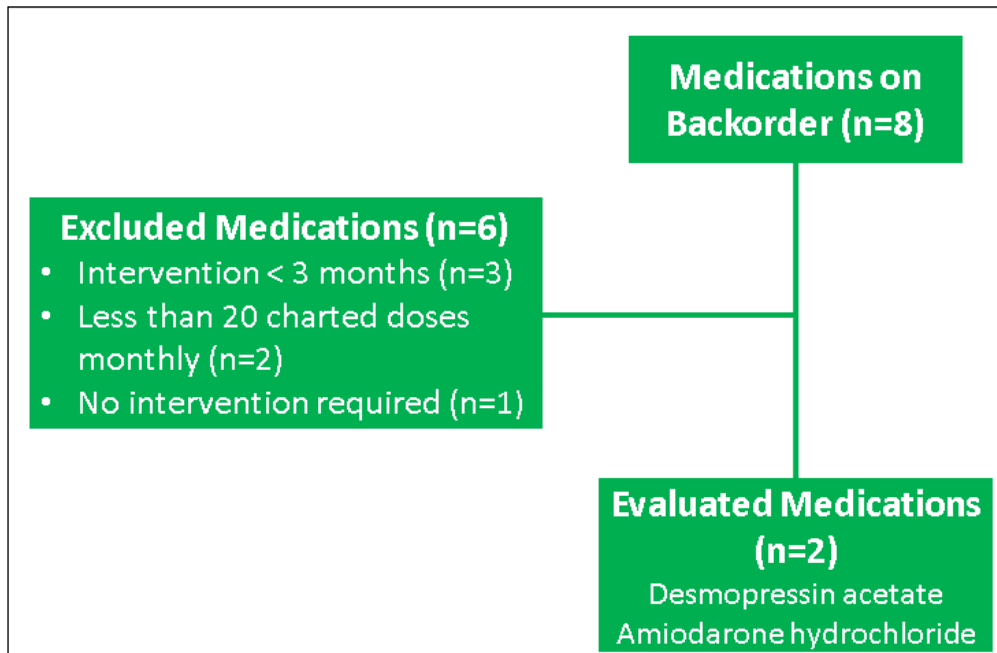 Medications on
Backorder (n=8)
Excluded Medications (n=6)
• Intervention < 3 months (n=3)
• Less than 20 charted doses
monthly (n=2)
• No intervention required (n=1)
Evaluated Medications
(n=2)
Desmopressin acetate
Amiodarone hydrochloride